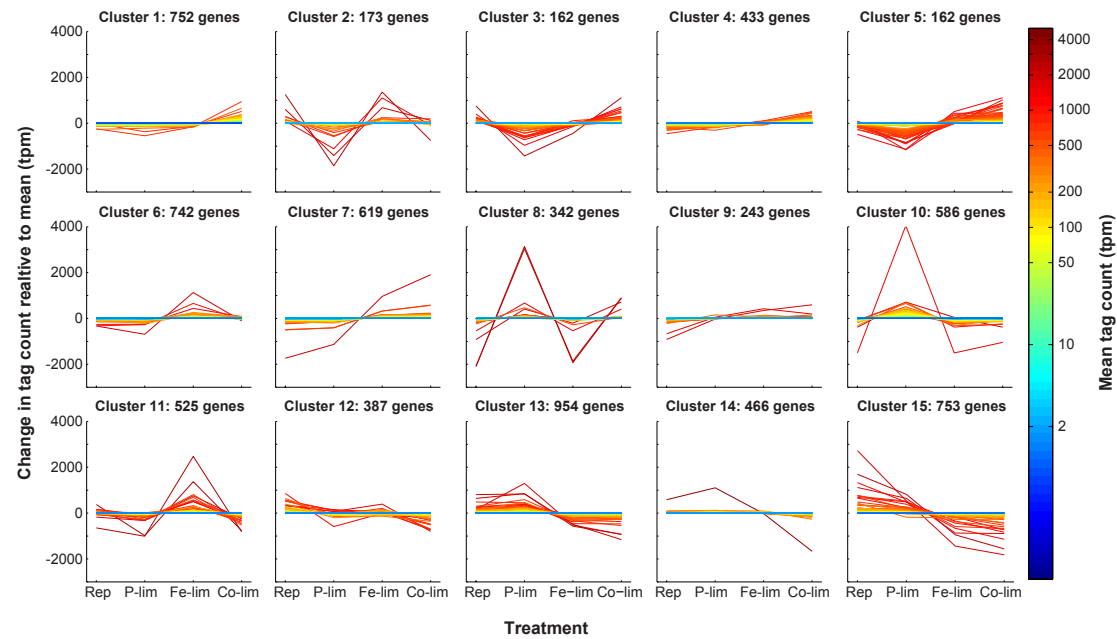 Cluster 1: 752 genes
Cluster 2: 173 genes
Cluster 3: 162 genes
Cluster 4: 433 genes
Cluster 5: 162 genes
4000
2000
0
-2000
Cluster 6: 742 genes
Cluster 7: 619 genes
Cluster 8: 342 genes
Cluster 9: 243 genes
Cluster 10: 586 genes
4000
2000
0
-2000
Cluster 11: 525 genes
Cluster 12: 387 genes
Cluster 13: 954 genes
Cluster 14: 466 genes
Cluster 15: 753 genes
4000
2000
0
-2000
Rep P-lim Fe-lim Co-lim
Rep P-lim Fe-lim Co-lim
Rep P-lim Fe−lim Co−lim
Rep P-lim Fe-lim Co-lim
Rep P-lim Fe-lim Co-lim
Treatment
Change in tag count realtive to mean (tpm)
4000
2000
1000
500
200
100
50
10
2
Mean tag count (tpm)